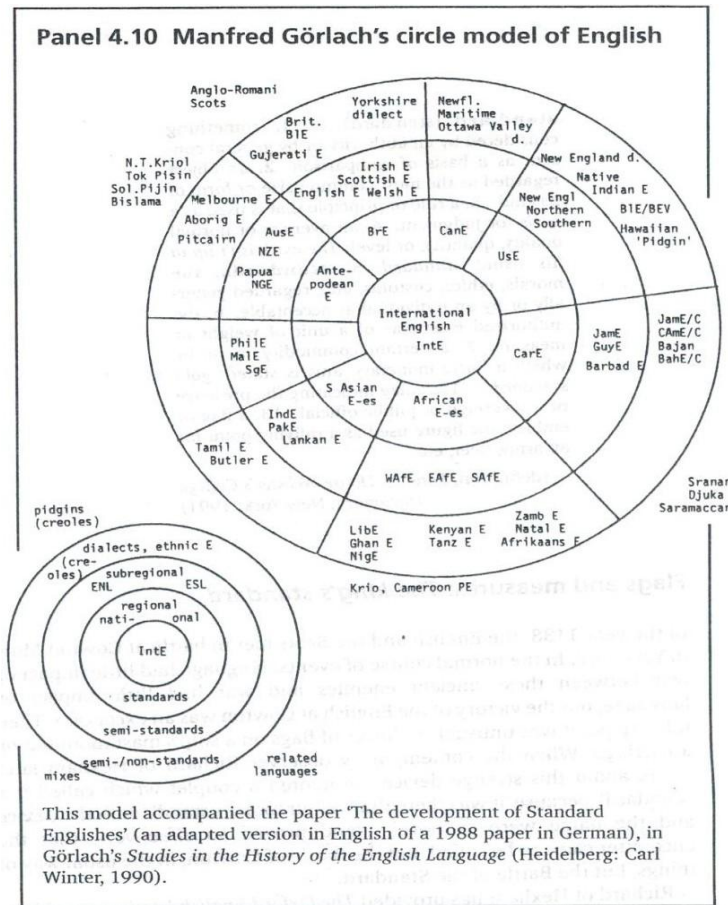 Panel 4.10 Manfred Görlach's circle model of English
Anglo-Romani
Scots
Yorkshire
dialect
Newfl.
Maritime
Ottawa Valley
d.
Brit.
BlE
Gujerati E
Irish E
Scottish E
English E Welsh E
New England d.
Native
Indian E
BlE/BEV
Hawaiian
'Pidgin'
New Engl
Northern
Southern
N.T.Kriol
Tok Pisin
Sol.Pijin
Bislama
Melbourne E
Aborig E
Pitcairn
AusE
NZE
Papua
NGE
Ante-
podean
E
BrE
CanE
UsE
International
English
IntE
PhilE
MalE
SgE
S Asian
E-es
African
E-es
CarE
JamE
GuyE
Barbad E
JamE/C
CAmE/C
Bajan
BahE/C
IndE
PakE
Lankan E
Tamil E
Butler E
WAfE EAfE SAfE
LibE
Ghan E
NigE
Kenyan E
Tanz E
Zamb E
Natal E
Afrikaans E
Sranan
Djuka
Saramaccan
Krio, Cameroon PE
pidgins
(creoles)
dialects, ethnic E
(cre-
oles)
subregional
ENL ESL
regional
nati- onal
IntE
standards
semi-standards
semi-/non-standards
mixes
related
languages
This model accompanied the paper 'The development of Standard
Englishes' (an adapted version in English of a 1988 paper in German), in
Görlach's Studies in the History of the English Language (Heidelberg: Carl
Winter, 1990).